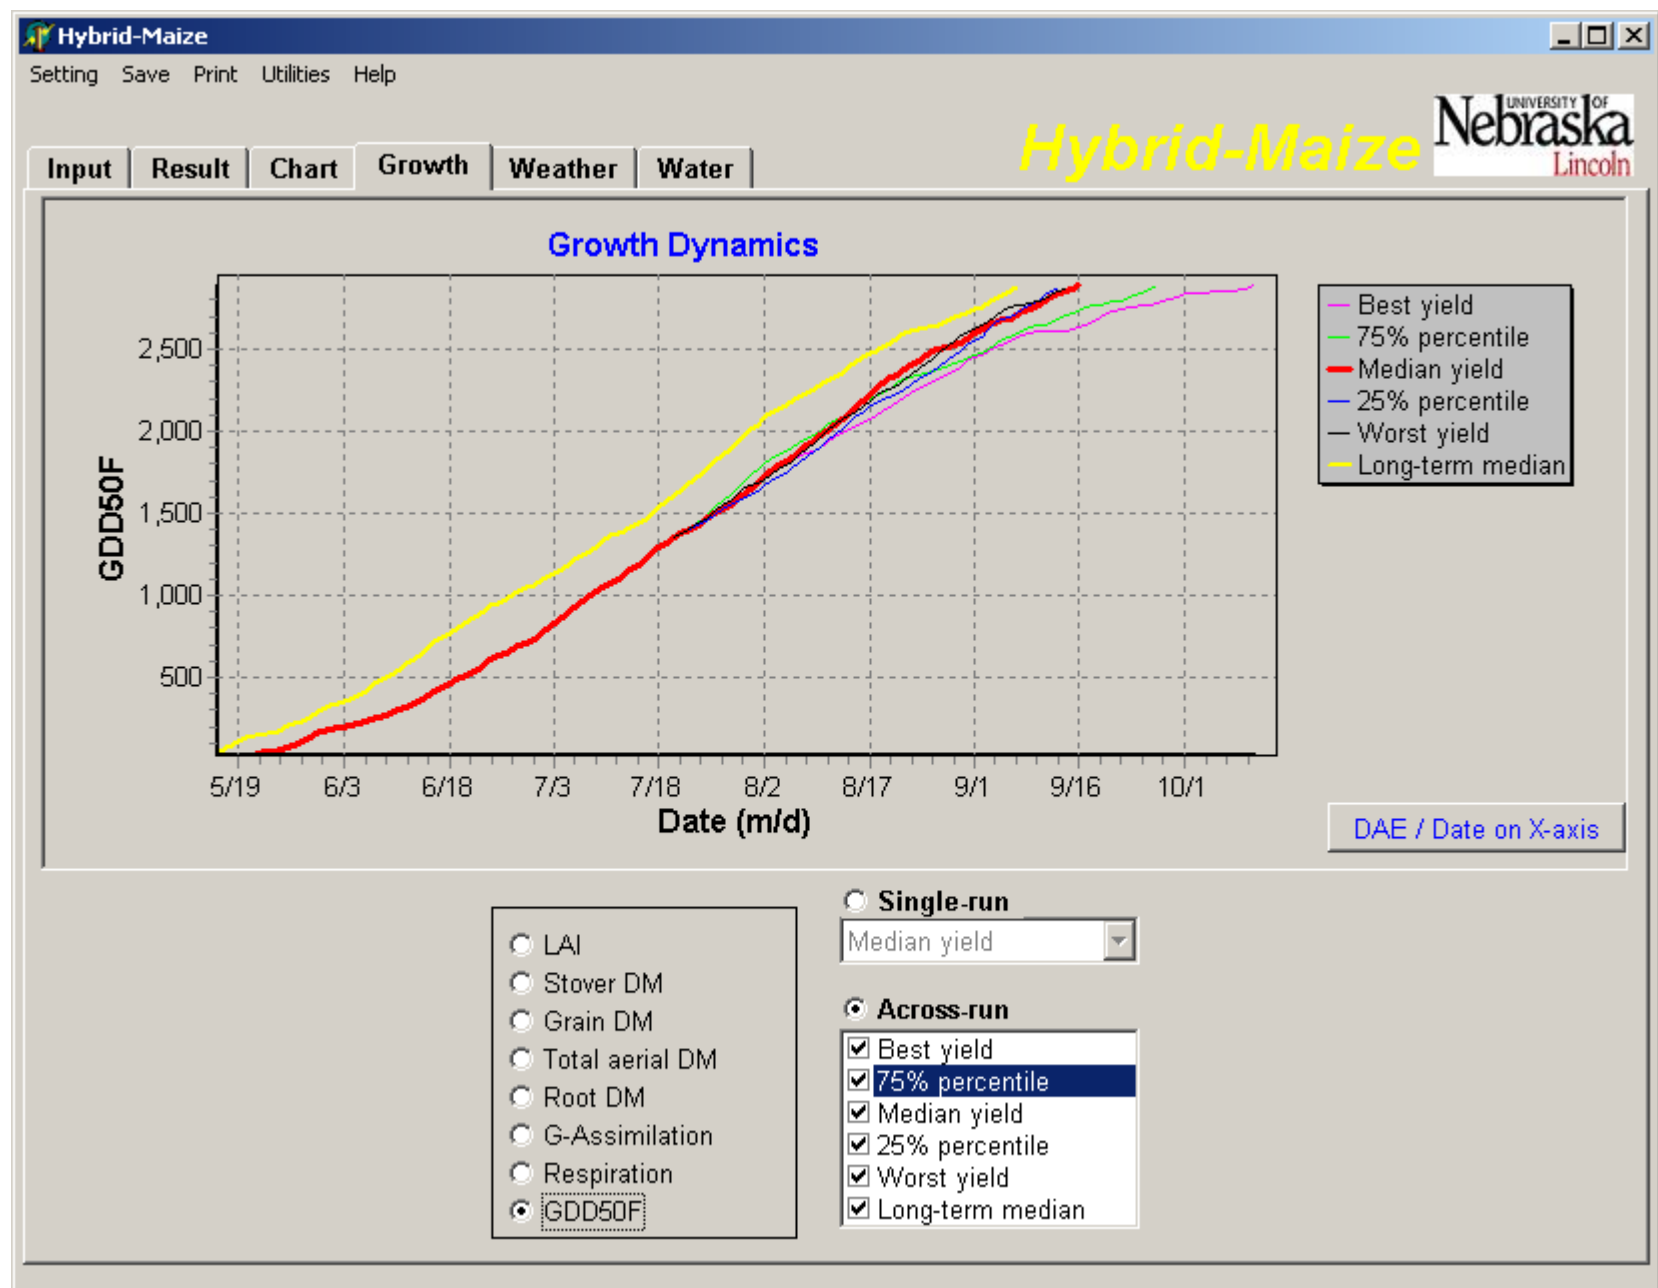 Hybrid-Maize
Setting Save Print Utilities Help
Hybrid-Maize
UNIVERSITY OF
Nebraska
Lincoln
Input Result Chart Growth Weather Water
Growth Dynamics
GDD50F
2,500
2,000
1,500
1,000
500
5/19 6/3 6/18 7/3 7/18 8/2 8/17 9/1 9/16 10/1
Date (m/d)
Best yield
75% percentile
Median yield
25% percentile
Worst yield
Long-term median
DAE / Date on X-axis
LAI
Stover DM
Grain DM
Total aerial DM
Root DM
G-Assimilation
Respiration
GDD50F
Single-run
Median yield
Across-run
Best yield
75% percentile
Median yield
25% percentile
Worst yield
Long-term median